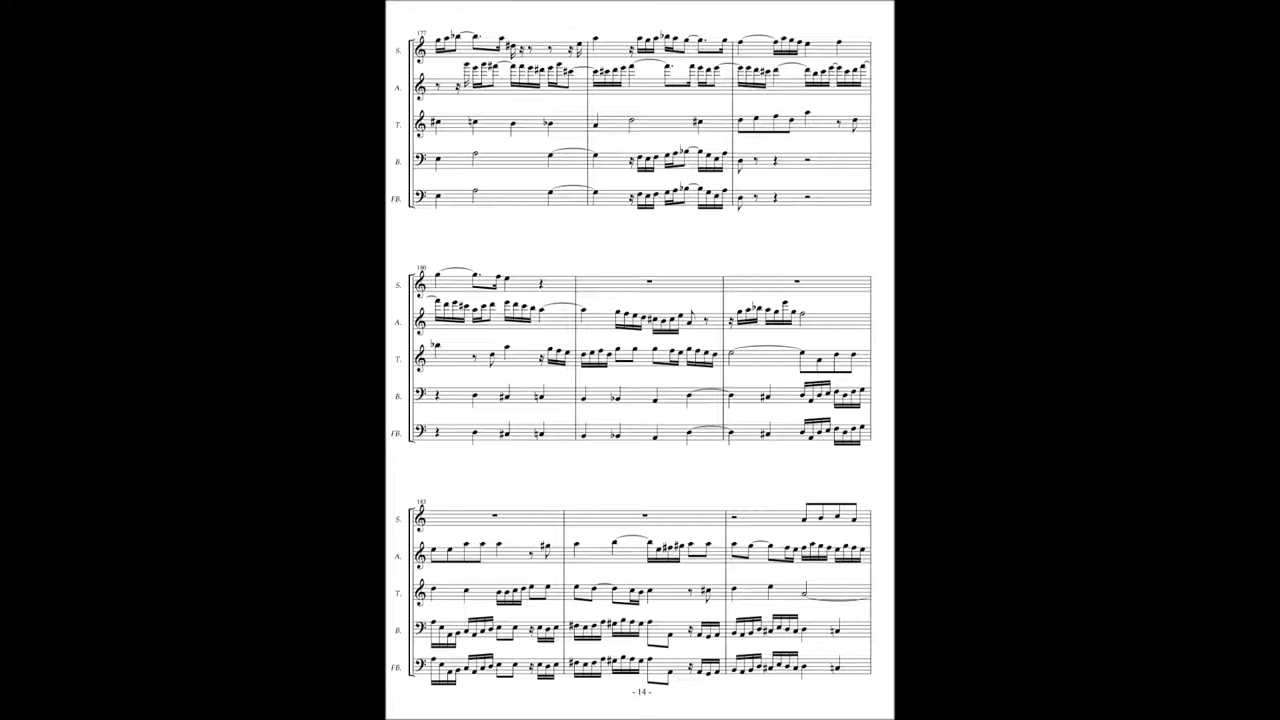 177
S.
A.
T.
B.
FB.
180
S.
A.
T.
B.
FB.
183
S.
A.
T.
B.
FB.
- 14 -